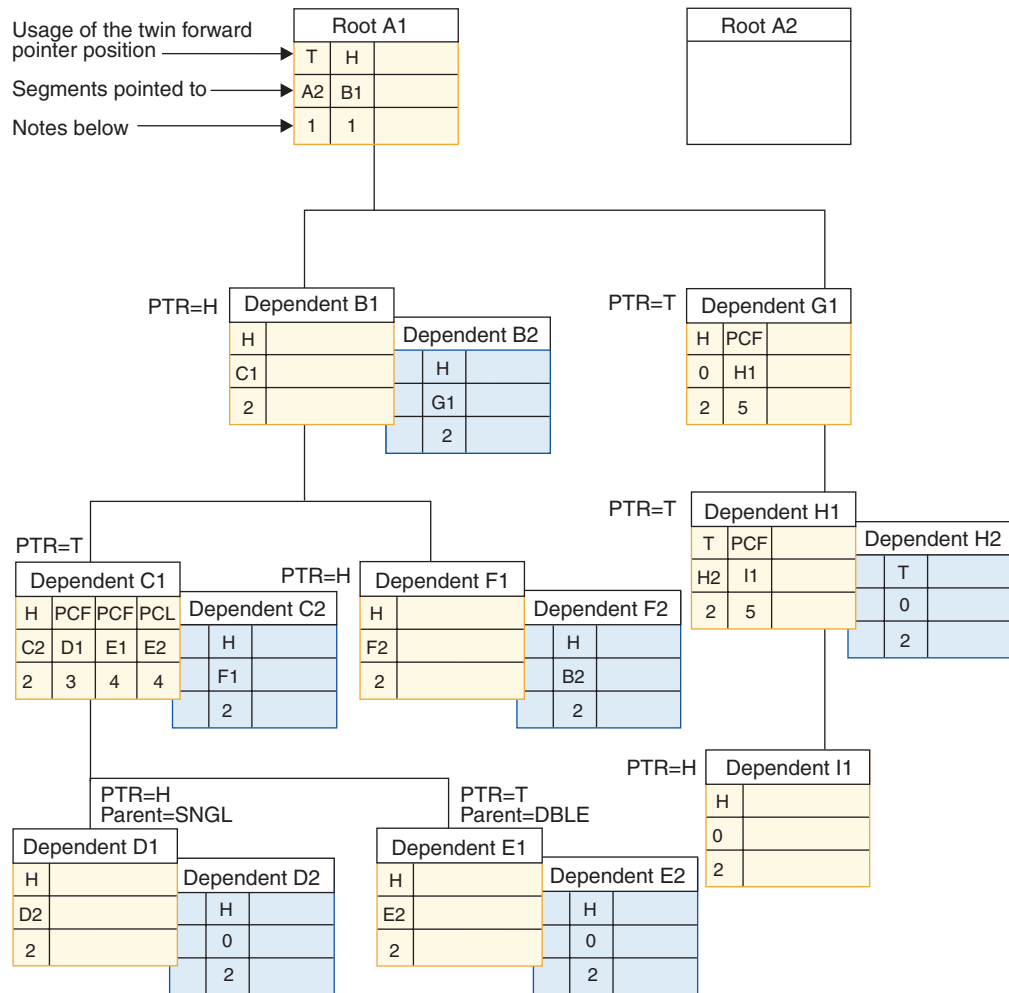 Usage of the twin forward
pointer position
Segments pointed to
Notes below
Root A1
T H
A2 B1
1 1
Root A2
PTR=H
Dependent B1
H
C1
2
Dependent B2
H
G1
2
PTR=T
Dependent G1
H PCF
0 H1
2 5
PTR=T
Dependent C1
H PCF PCF PCL
C2 D1 E1 E2
2 3 4 4
Dependent C2
H
F1
2
PTR=H
Dependent F1
H
F2
2
Dependent F2
H
B2
2
PTR=T
Dependent H1
T PCF
H2 I1
2 5
Dependent H2
T
0
2
PTR=H
Parent=SNGL
Dependent D1
H
D2
2
Dependent D2
H
0
2
PTR=T
Parent=DBLE
Dependent E1
H
E2
2
Dependent E2
H
0
2
PTR=H
Dependent I1
H
0
2